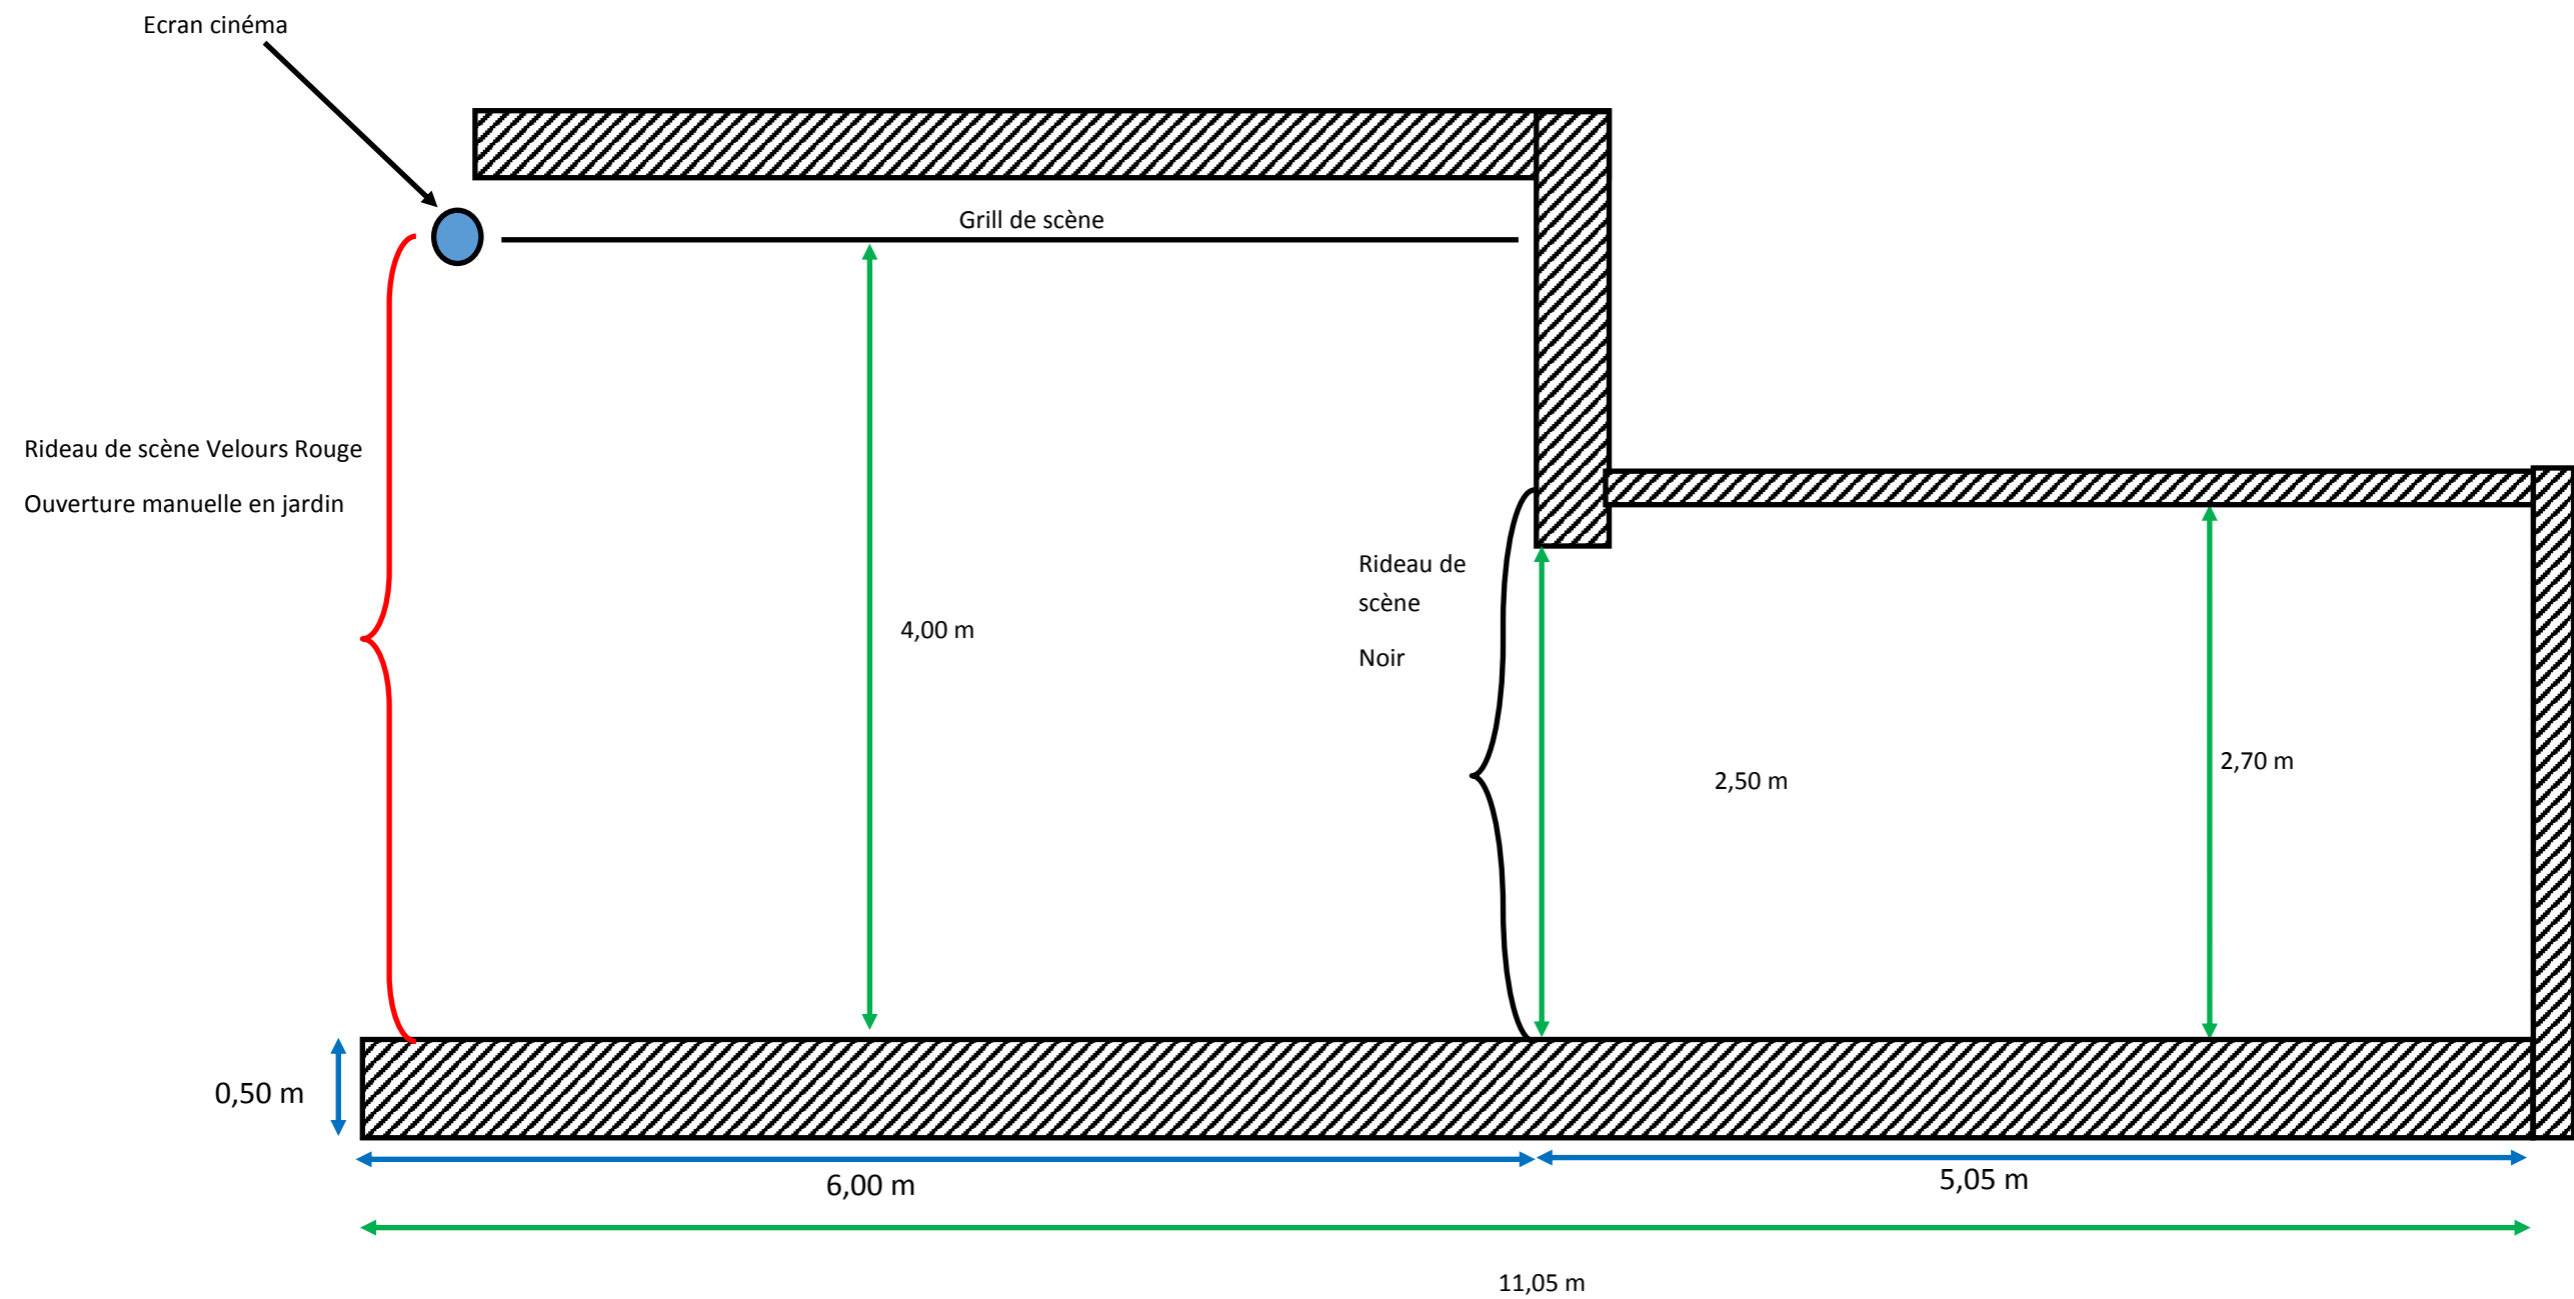 Ecran cinéma
Grill de scène
Rideau de scène Velours Rouge
Ouverture manuelle en jardin
Rideau de
scène
Noir
4,00 m
2,50 m
2,70 m
0,50 m
6,00 m
5,05 m
11,05 m